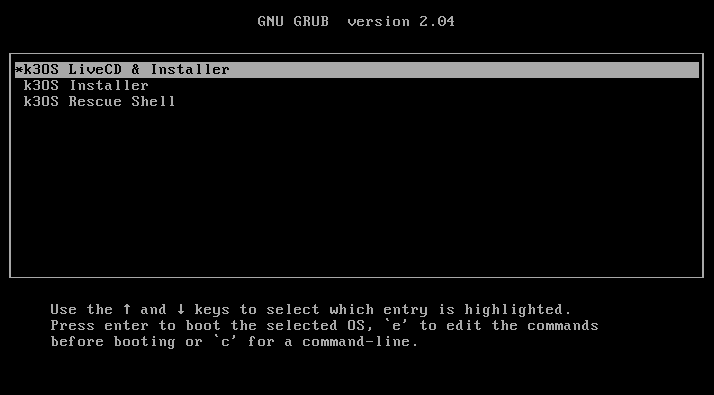 GNU GRUB  version 2.04
*k3OS LiveCD & Installer
k3OS Installer
k3OS Rescue Shell
Use the ↑ and ↓ keys to select which entry is highlighted.
Press enter to boot the selected OS, `e' to edit the commands
before booting or `c' for a command-line.